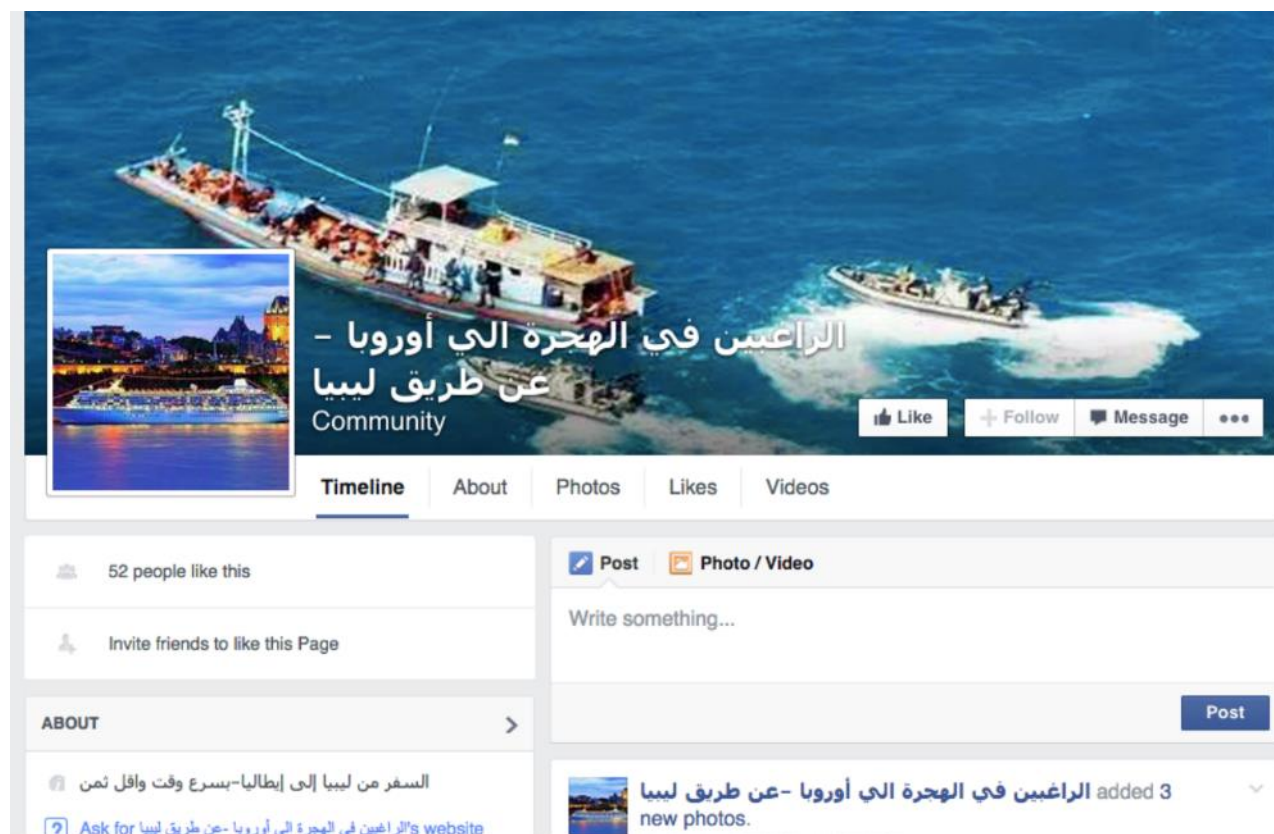 الراغبين في الهجرة الي أوروبا –
عن طريق ليبيا
Community
Like
Follow
Message
Timeline
About
Photos
Likes
Videos
52 people like this
Invite friends to like this Page
ABOUT
السفر من ليبيا إلى إيطاليا-بسرع وقت واقل ثمن
Ask for الراغبين في الهجرة الي أوروبا -عن طريق ليبيا's website
Post
Photo / Video
Write something...
Post
الراغبين في الهجرة الي أوروبا -عن طريق ليبيا added 3
new photos.